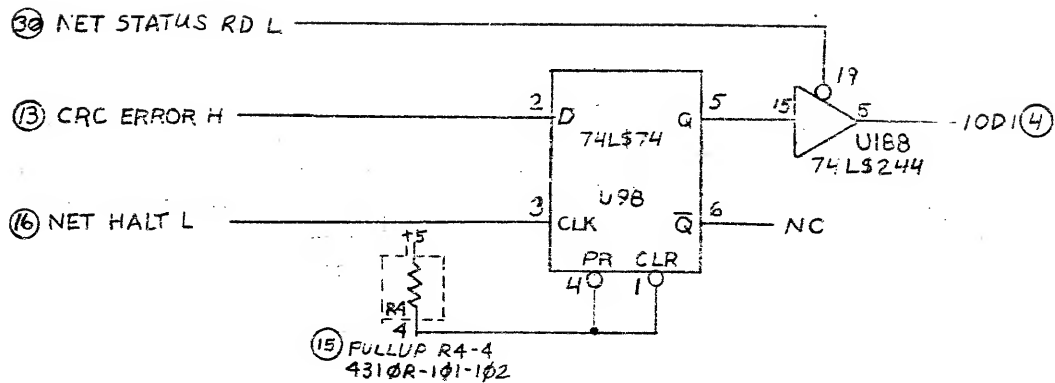 30 NET STATUS RD L
19
13 CRC ERROR H
2 D
74LS74
Q 5
15
5
IOD1 4
U188
74LS244
U98
16 NET HALT L
3 CLK
Q 6
NC
+5
PR CLR
4 1
R4
4
15 PULLUP R4-4
4310R-101-102